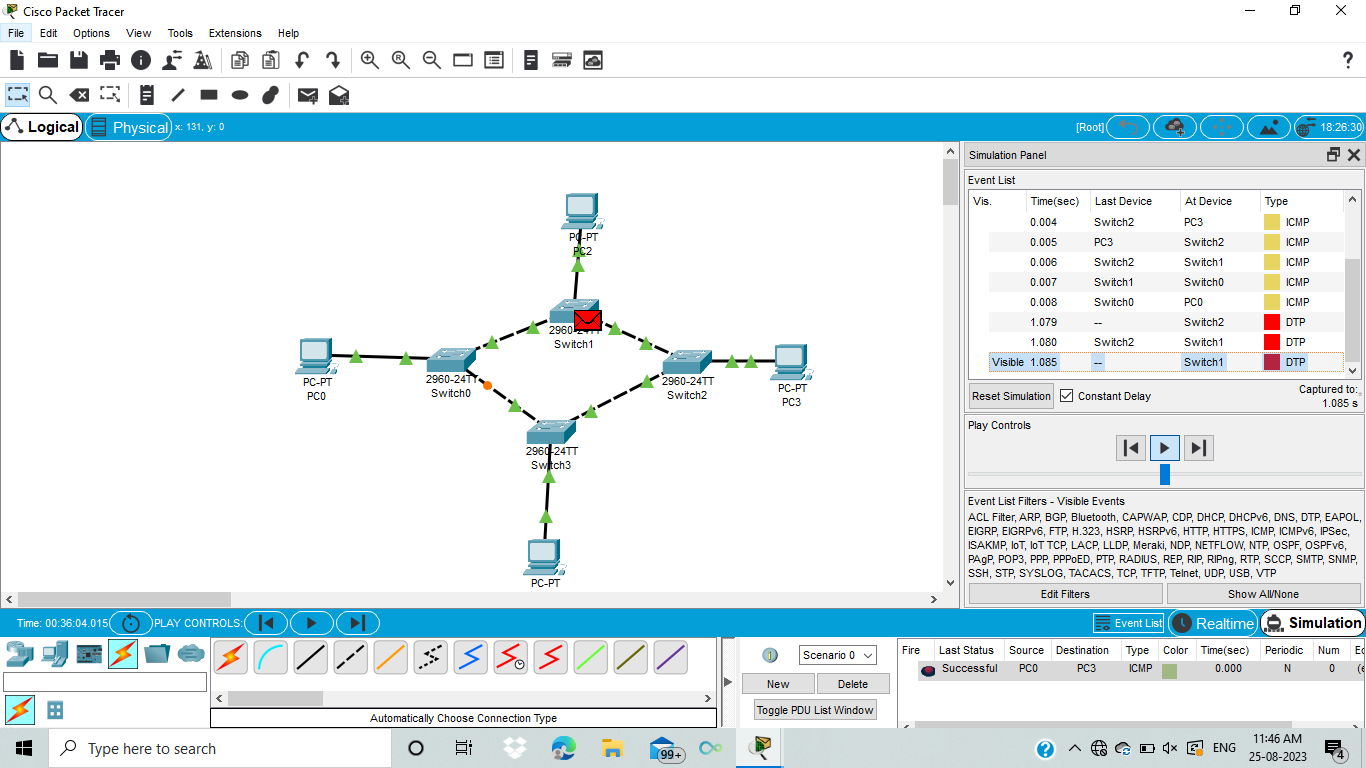 Cisco Packet Tracer
File Edit Options View Tools Extensions Help
Logical Physical x: 131, y: 0 [Root] 18:26:30
PC-PT
PC2
2960-24TT
Switch1
PC-PT
PC0
2960-24TT
Switch0
2960-24TT
Switch2
PC-PT
PC3
2960-24TT
Switch3
PC-PT
Simulation Panel
Event List
Vis. Time(sec) Last Device At Device Type
0.004 Switch2 PC3 ICMP
0.005 PC3 Switch2 ICMP
0.006 Switch2 Switch1 ICMP
0.007 Switch1 Switch0 ICMP
0.008 Switch0 PC0 ICMP
1.079 -- Switch2 DTP
1.080 Switch2 Switch1 DTP
Visible 1.085 -- Switch1 DTP
Reset Simulation Constant Delay Captured to:
1.085 s
Play Controls
Event List Filters - Visible Events
ACL Filter, ARP, BGP, Bluetooth, CAPWAP, CDP, DHCP, DHCPv6, DNS, DTP, EAPOL,
EIGRP, EIGRPv6, FTP, H.323, HSRP, HSRPv6, HTTP, HTTPS, ICMP, ICMPv6, IPSec,
ISAKMP, IoT, IoT TCP, LACP, LLDP, Meraki, NDP, NETFLOW, NTP, OSPF, OSPFv6,
PAgP, POP3, PPP, PPPoED, PTP, RADIUS, REP, RIP, RIPng, RTP, SCCP, SMTP, SNMP,
SSH, STP, SYSLOG, TACACS, TCP, TFTP, Telnet, UDP, USB, VTP
Edit Filters Show All/None
Time: 00:36:04.015 PLAY CONTROLS: Event List Realtime Simulation
Automatically Choose Connection Type
Scenario 0
New Delete
Toggle PDU List Window
Fire Last Status Source Destination Type Color Time(sec) Periodic Num Ed
Successful PC0 PC3 ICMP 0.000 N 0 (e
Type here to search
99+
ENG
11:46 AM
25-08-2023
4